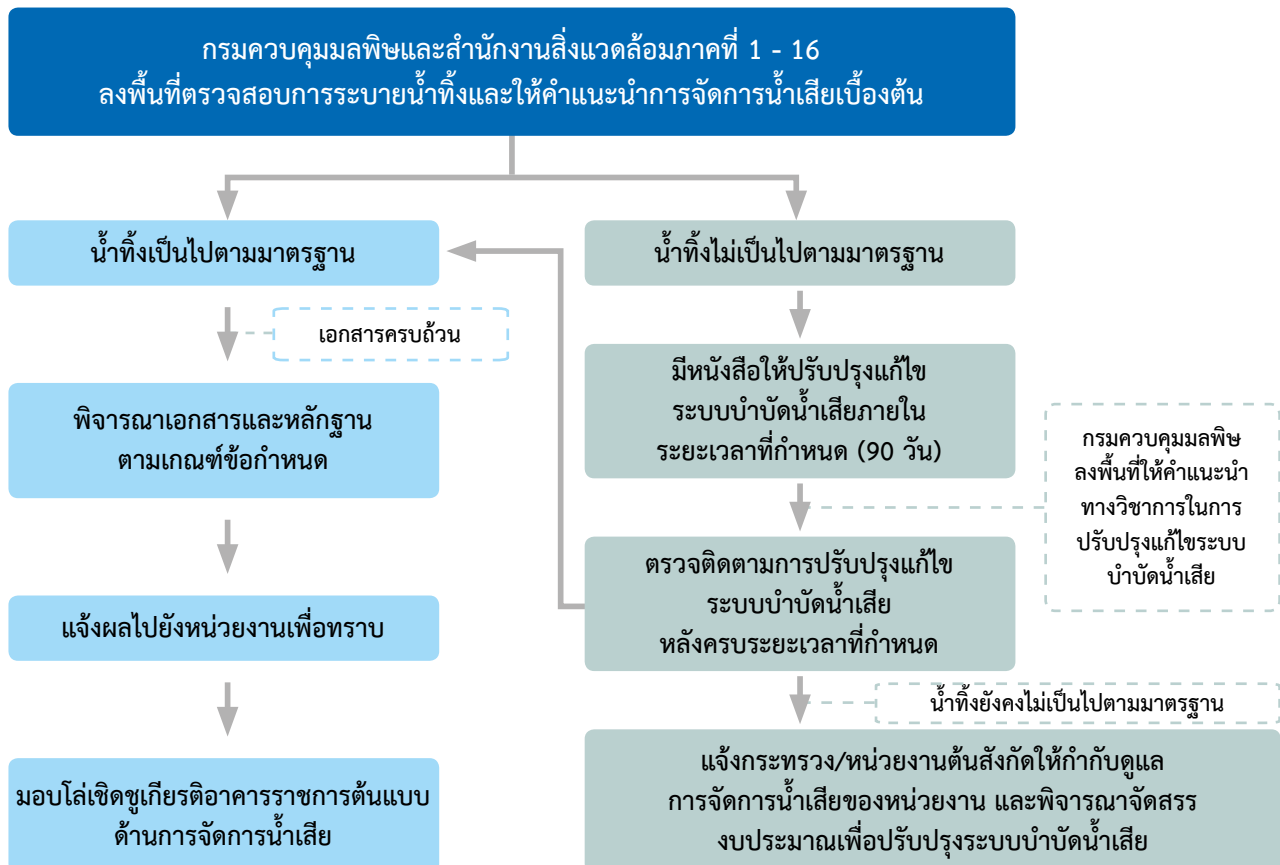 กรมควบคุมมลพิษและสำนักงานสิ่งแวดล้อมภาคที่ 1 - 16
ลงพื้นที่ตรวจสอบการระบายน้ำทิ้งและให้คำแนะนำการจัดการน้ำเสียเบื้องต้น
น้ำทิ้งเป็นไปตามมาตรฐาน
เอกสารครบถ้วน
พิจารณาเอกสารและหลักฐาน
ตามเกณฑ์ข้อกำหนด
แจ้งผลไปยังหน่วยงานเพื่อทราบ
มอบโล่เชิดชูเกียรติอาคารราชการต้นแบบ
ด้านการจัดการน้ำเสีย
น้ำทิ้งไม่เป็นไปตามมาตรฐาน
มีหนังสือให้ปรับปรุงแก้ไข
ระบบบำบัดน้ำเสียภายใน
ระยะเวลาที่กำหนด (90 วัน)
กรมควบคุมมลพิษ
ลงพื้นที่ให้คำแนะนำ
ทางวิชาการในการ
ปรับปรุงแก้ไขระบบ
บำบัดน้ำเสีย
ตรวจติดตามการปรับปรุงแก้ไข
ระบบบำบัดน้ำเสีย
หลังครบระยะเวลาที่กำหนด
น้ำทิ้งยังคงไม่เป็นไปตามมาตรฐาน
แจ้งกระทรวง/หน่วยงานต้นสังกัดให้กำกับดูแล
การจัดการน้ำเสียของหน่วยงาน และพิจารณาจัดสรร
งบประมาณเพื่อปรับปรุงระบบบำบัดน้ำเสีย